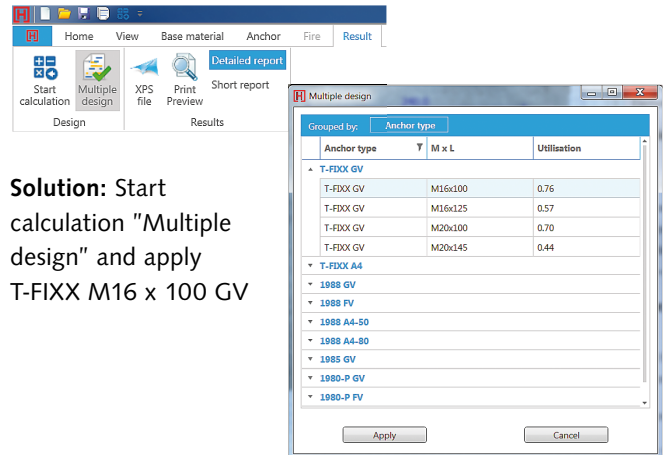 Home View Base material Anchor Fire Result
Start calculation
Multiple design
XPS file
Print Preview
Detailed report
Short report
Design Results
Solution: Start
calculation "Multiple
design" and apply
T-FIXX M16 x 100 GV
Multiple design
Grouped by: Anchor type
Anchor type M x L Utilisation
T-FIXX GV
T-FIXX GV M16x100 0.76
T-FIXX GV M16x125 0.57
T-FIXX GV M20x100 0.70
T-FIXX GV M20x145 0.44
T-FIXX A4
1988 GV
1988 FV
1988 A4-50
1988 A4-80
1985 GV
1980-P GV
1980-P FV
Apply Cancel